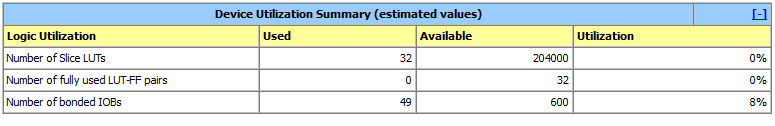 Device Utilization Summary (estimated values) [-]
Logic Utilization Used Available Utilization
Number of Slice LUTs 32 204000 0%
Number of fully used LUT-FF pairs 0 32 0%
Number of bonded IOBs 49 600 8%